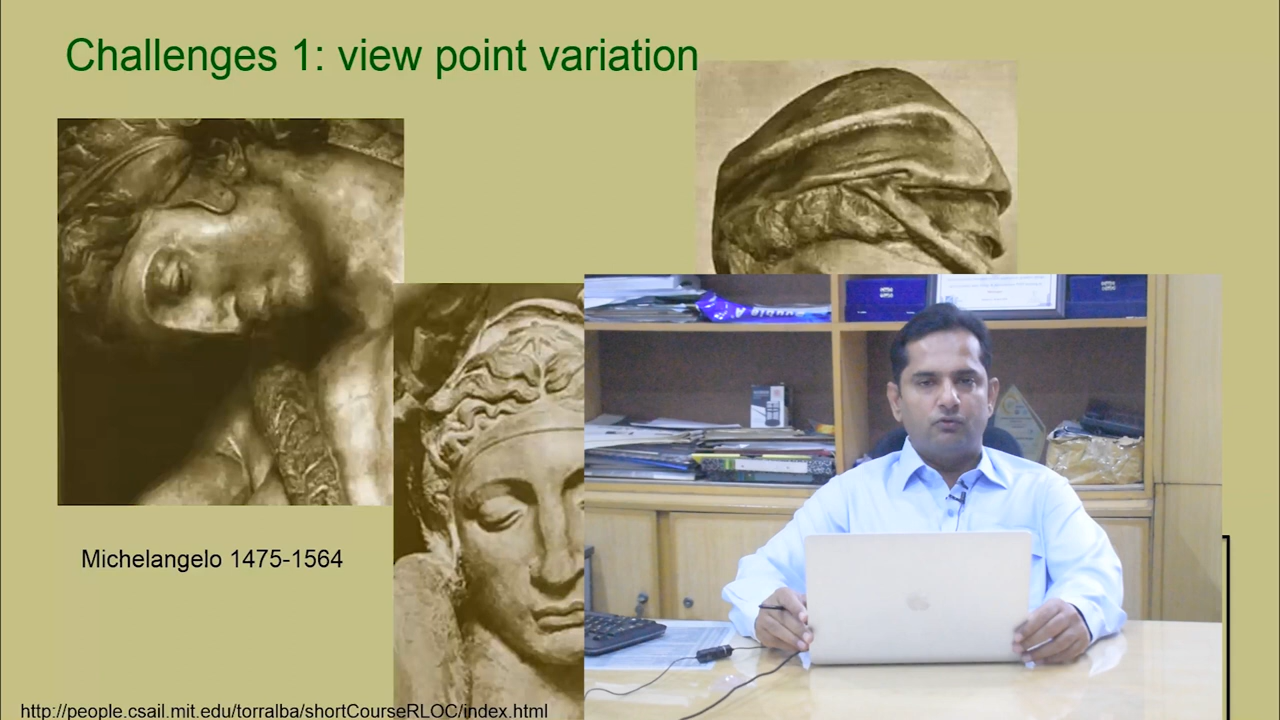 Challenges 1: view point variation
Michelangelo 1475-1564
http://people.csail.mit.edu/torralba/shortCourseRLOC/index.html